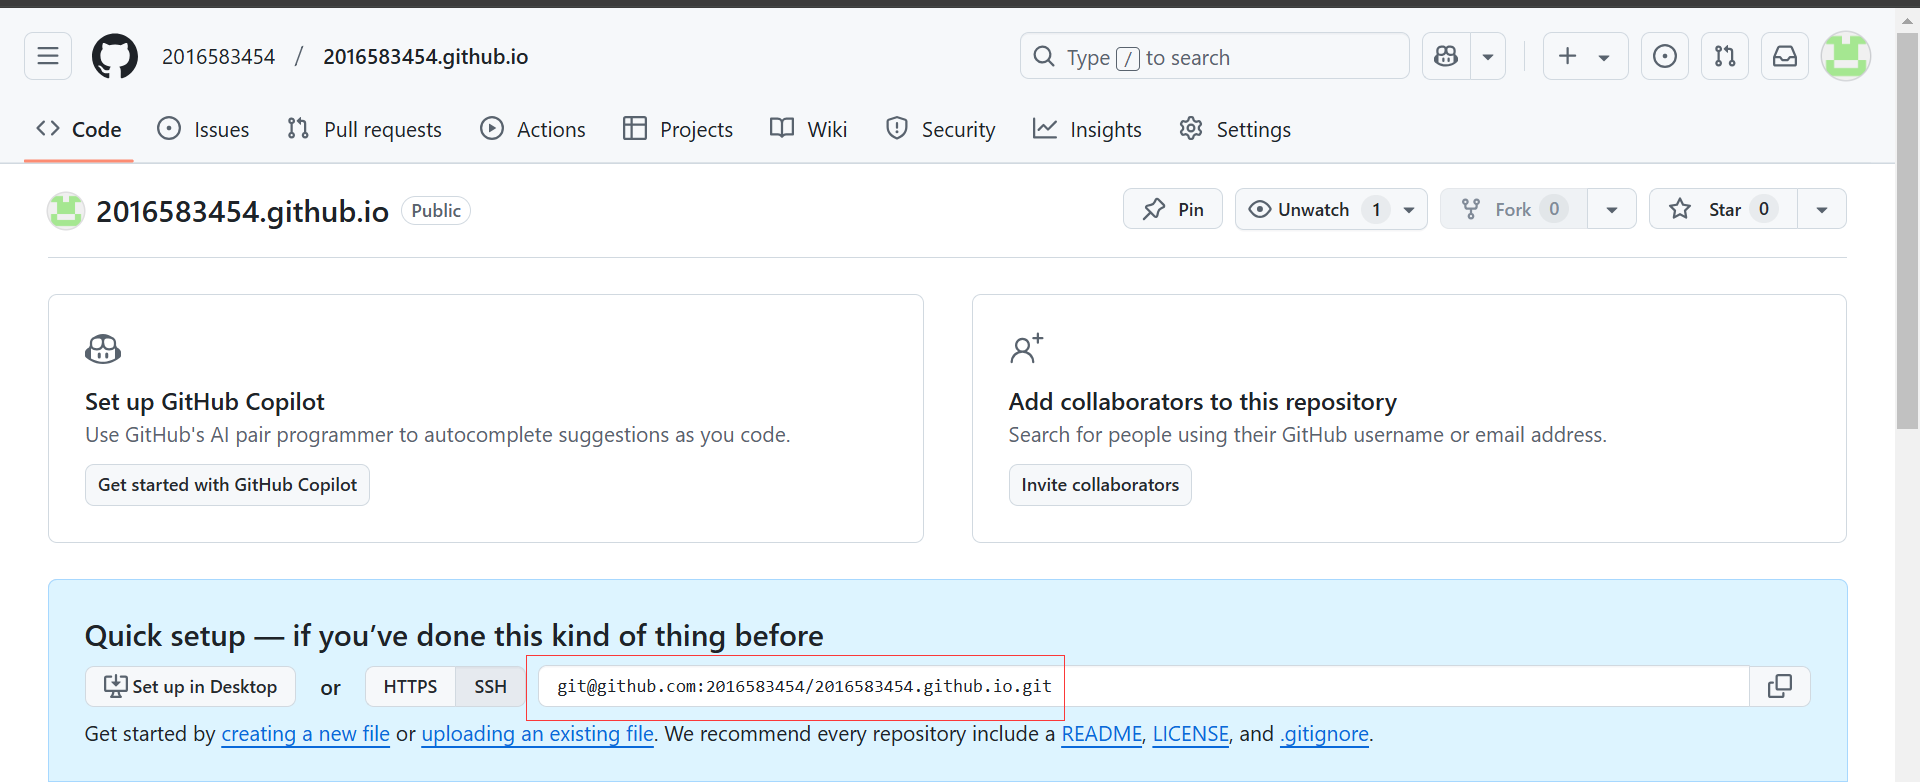 2016583454 / 2016583454.github.io
Type / to search
Code Issues Pull requests Actions Projects Wiki Security Insights Settings
2016583454.github.io Public
Pin Unwatch 1 Fork 0 Star 0
Set up GitHub Copilot
Use GitHub's AI pair programmer to autocomplete suggestions as you code.
Get started with GitHub Copilot
Add collaborators to this repository
Search for people using their GitHub username or email address.
Invite collaborators
Quick setup — if you’ve done this kind of thing before
Set up in Desktop or HTTPS SSH git@github.com:2016583454/2016583454.github.io.git
Get started by creating a new file or uploading an existing file. We recommend every repository include a README, LICENSE, and .gitignore.